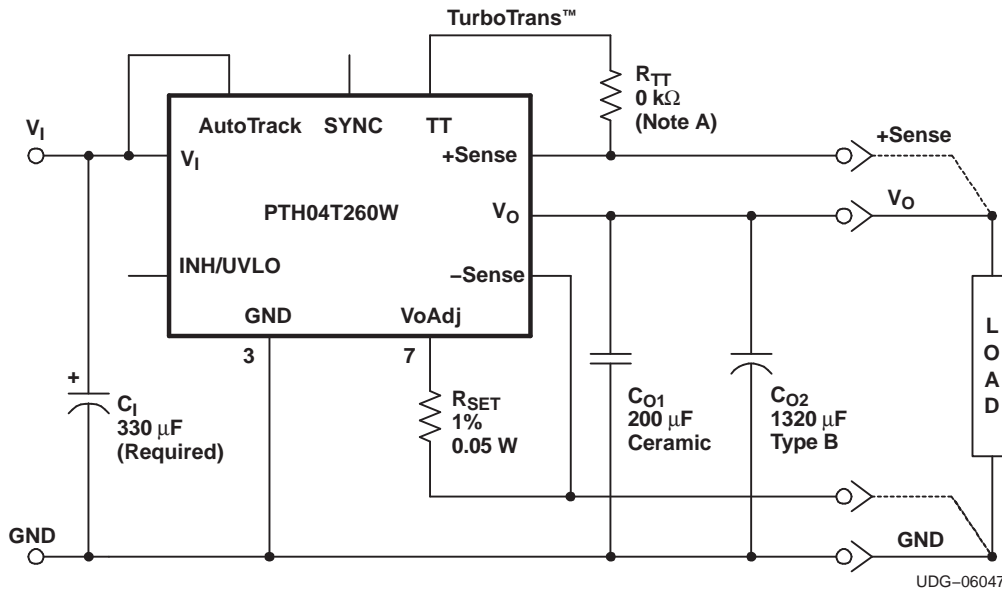 TurboTrans™
R_TT
0 kΩ
(Note A)
V_I
AutoTrack SYNC TT
+Sense
V_I
+Sense
PTH04T260W
V_O
V_O
INH/UVLO
−Sense
GND
VoAdj
3
7
L
O
A
D
+
C_I
330 μF
(Required)
R_SET
1%
0.05 W
C_O1
200 μF
Ceramic
C_O2
1320 μF
Type B
GND
GND
UDG−06047